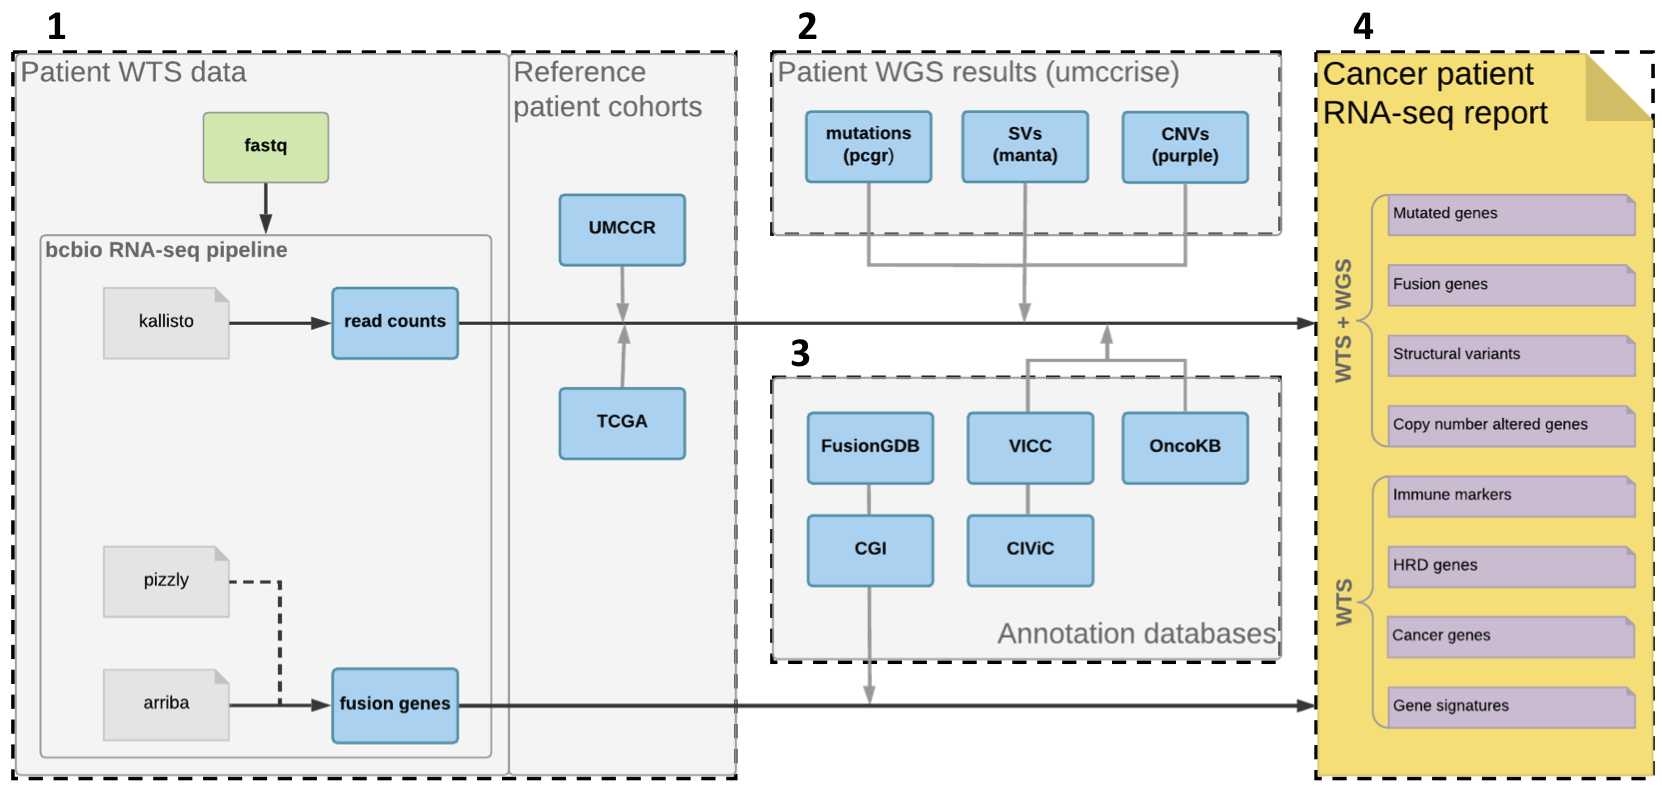 1
Patient WTS data
fastq
bcbio RNA-seq pipeline
kallisto
read counts
pizzly
arriba
fusion genes
Reference
patient cohorts
UMCCR
TCGA
2
Patient WGS results (umccrise)
mutations
(pcgr)
SVs
(manta)
CNVs
(purple)
3
FusionGDB
VICC
OncoKB
CGI
CIViC
Annotation databases
4
Cancer patient
RNA-seq report
WTS + WGS
Mutated genes
Fusion genes
Structural variants
Copy number altered genes
WTS
Immune markers
HRD genes
Cancer genes
Gene signatures